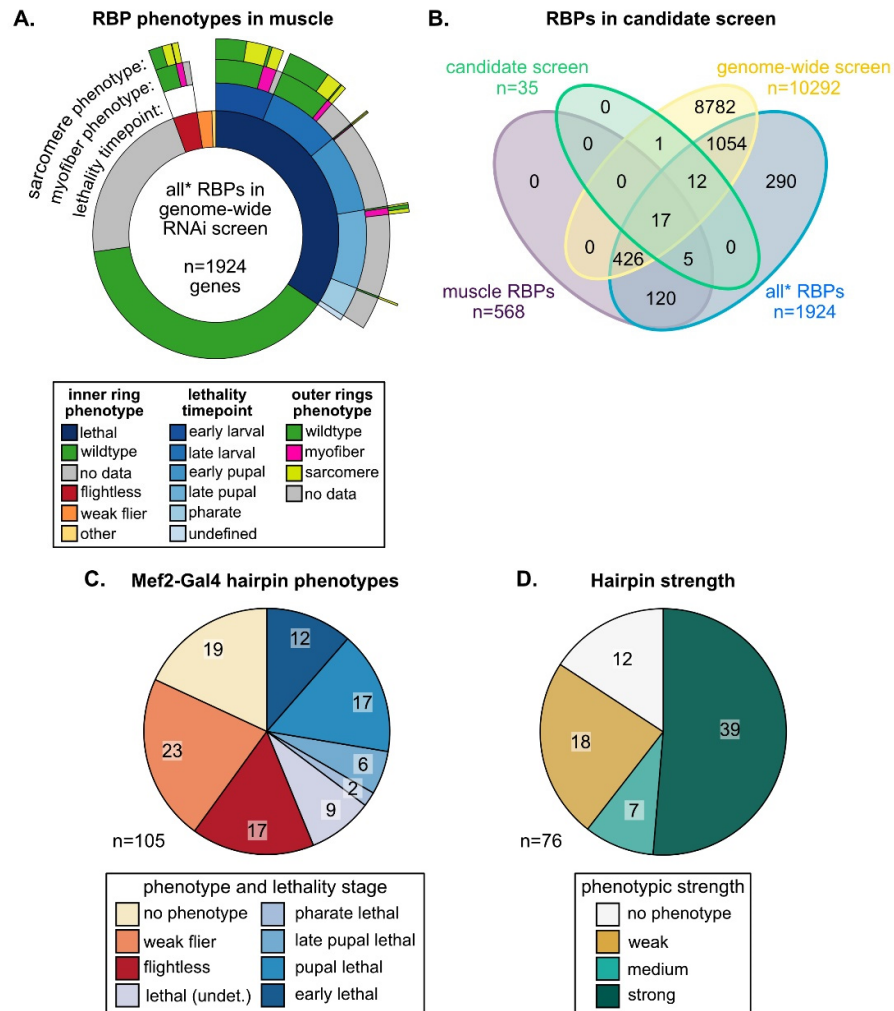 A.
RBP phenotypes in muscle
sarcomere phenotype:
myofiber phenotype:
lethality timepoint:
all* RBPs in
genome-wide
RNAi screen
n=1924
genes
inner ring
phenotype
lethal
wildtype
no data
flightless
weak flier
other
lethality
timepoint
early larval
late larval
early pupal
late pupal
pharate
undefined
outer rings
phenotype
wildtype
myofiber
sarcomere
no data
B.
RBPs in candidate screen
candidate screen
n=35
genome-wide screen
n=10292
0
8782
0
1
1054
0
0
12
290
17
0
426
5
0
120
muscle RBPs
n=568
all* RBPs
n=1924
C.
Mef2-Gal4 hairpin phenotypes
19
12
17
23
6
2
9
17
n=105
phenotype and lethality stage
no phenotype
weak flier
flightless
lethal (undet.)
pharate lethal
late pupal lethal
pupal lethal
early lethal
D.
Hairpin strength
12
39
18
7
n=76
phenotypic strength
no phenotype
weak
medium
strong